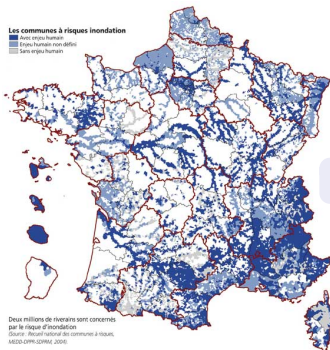 Les communes à risques inondation
Avec enjeu humain
Enjeu humain non défini
Sans enjeu humain
Deux millions de riverains sont concernés
par le risque d'inondation
(Source : Recueil national des communes à risques,
MEDD-DPPR-SDPRM, 2004)